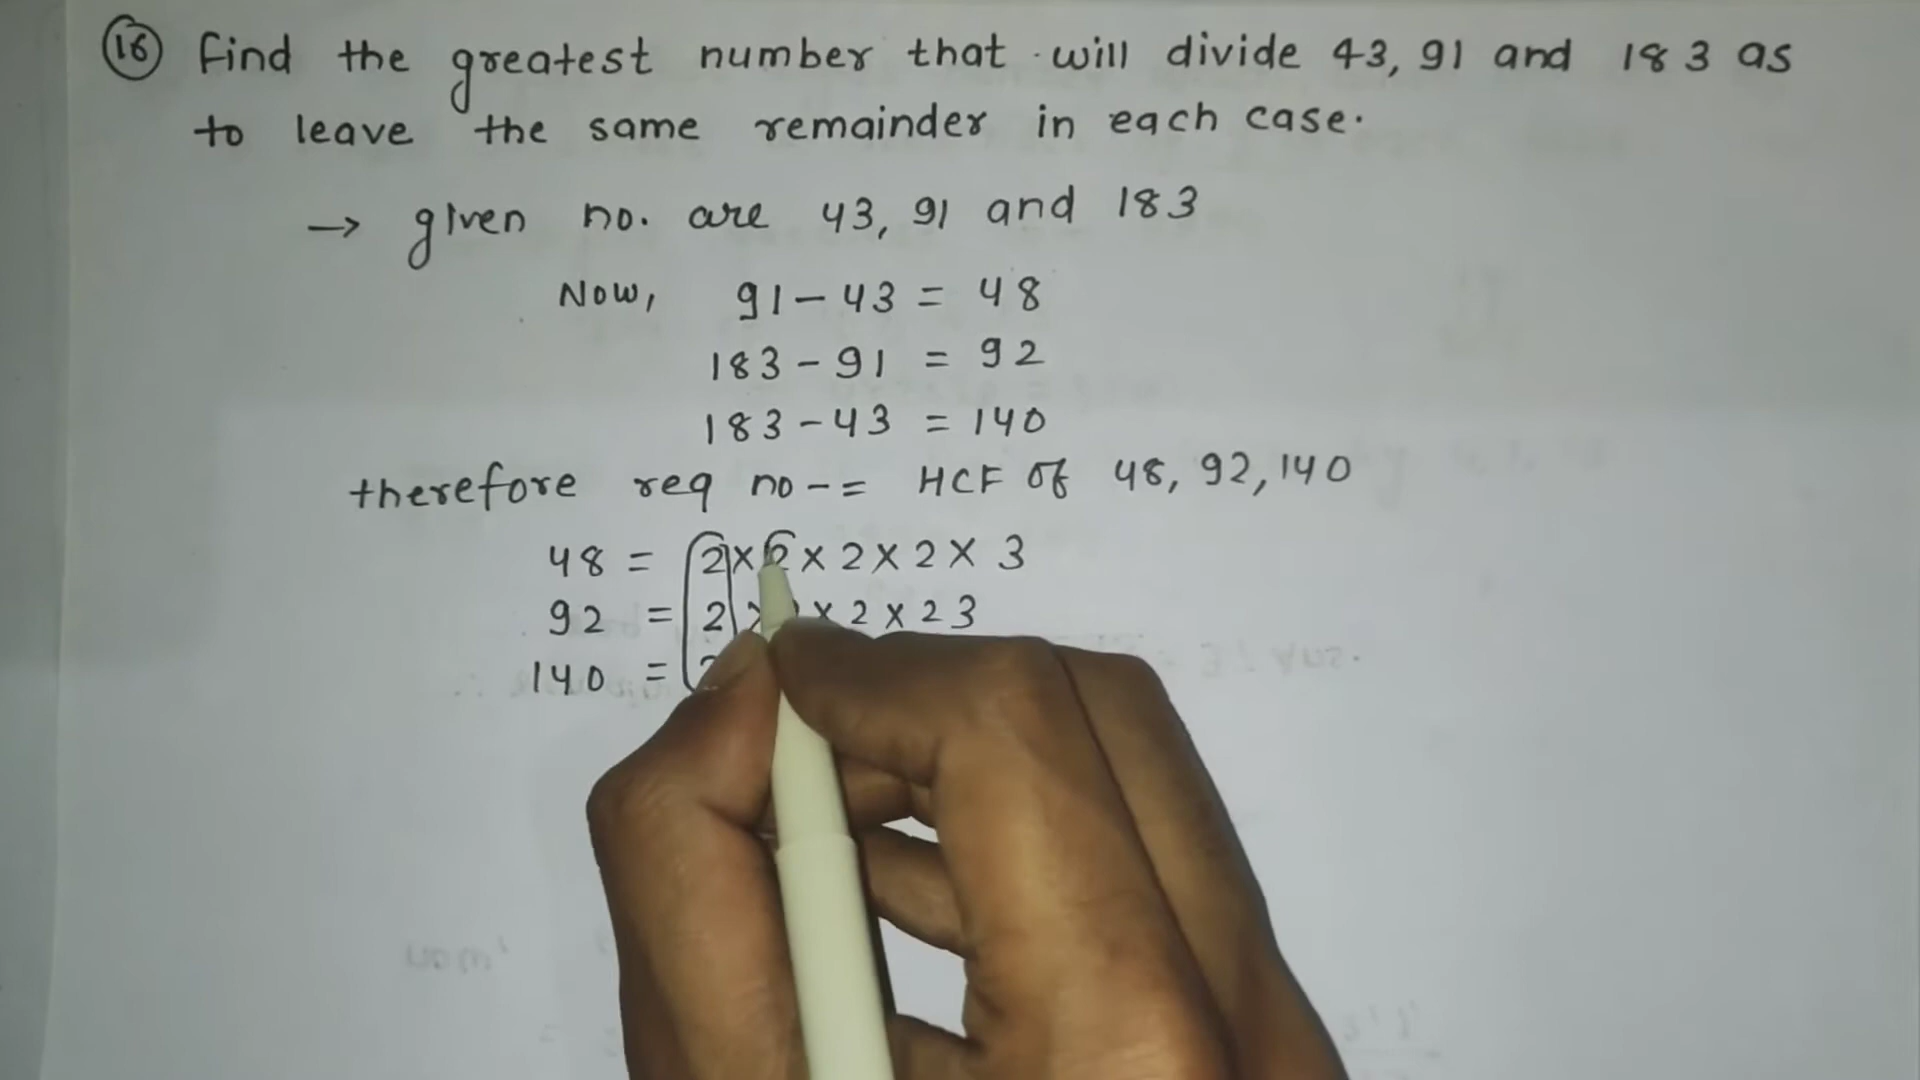 16 find the greatest number that will divide 43, 91 and 183 as
to leave the same remainder in each case.
→ given no. are 43, 91 and 183
Now, 91 - 43 = 48
183 - 91 = 92
183 - 43 = 140
therefore req no - = HCF of 48, 92, 140
48 = 2 × 2 × 2 × 2 × 3
92 = 2 × 2 × 23
140 =